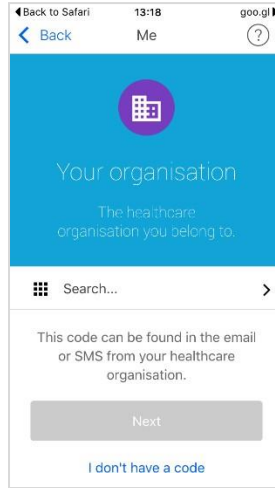 Back to Safari 13:18 goo.gl
Back Me ?
Your organisation
The healthcare
organisation you belong to.
Search...
This code can be found in the email
or SMS from your healthcare
organisation.
Next
I don't have a code